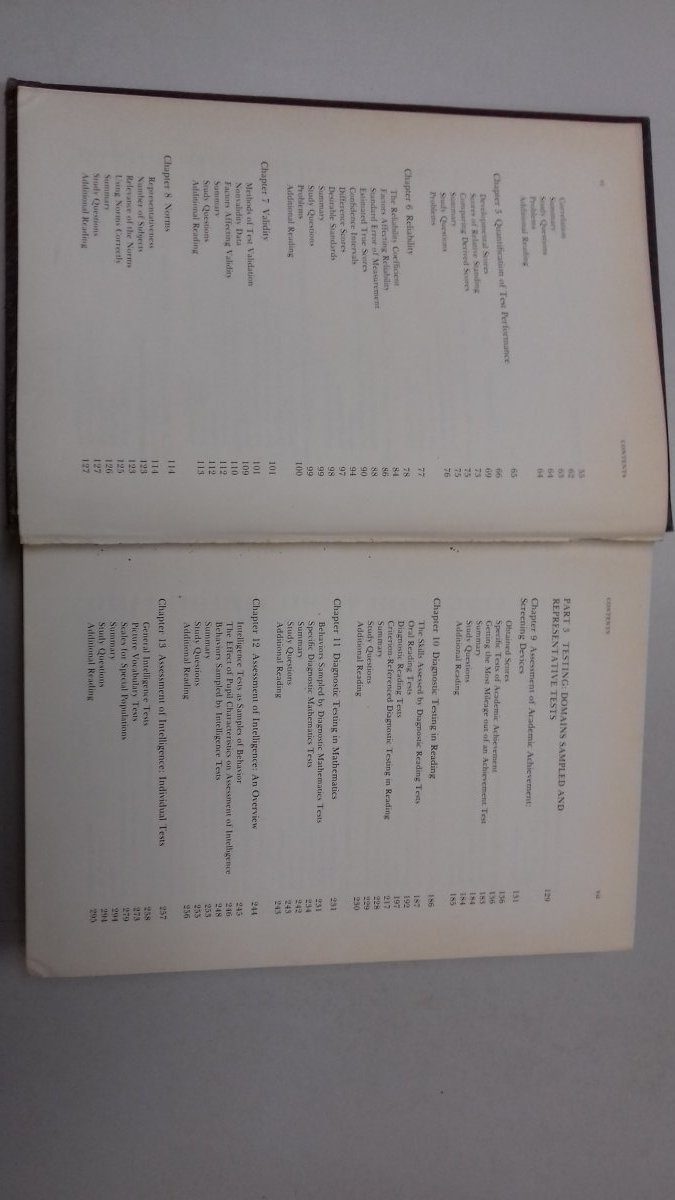 vi
CONTENTS
Correlation 55
Summary 62
Study Questions 63
Problems 64
Additional Reading 64
Chapter 5 Quantification of Test Performance 65
Developmental Scores 66
Scores of Relative Standing 69
Comparing Derived Scores 73
Summary 75
Study Questions 75
Problems 76
Chapter 6 Reliability 77
The Reliability Coefficient 78
Factors Affecting Reliability 84
Standard Error of Measurement 86
Estimated True Scores 88
Confidence Intervals 90
Difference Scores 94
Desirable Standards 97
Summary 98
Study Questions 99
Problems 99
Additional Reading 100
Chapter 7 Validity 101
Methods of Test Validation 101
Nonvalidity Data 109
Factors Affecting Validity 110
Summary 112
Study Questions 112
Additional Reading 113
Chapter 8 Norms 114
Representativeness 114
Number of Subjects 123
Relevance of the Norms 123
Using Norms Correctly 125
Summary 126
Study Questions 127
Additional Reading 127
CONTENTS
vii
PART 3 TESTING: DOMAINS SAMPLED AND
REPRESENTATIVE TESTS 129
Chapter 9 Assessment of Academic Achievement:
Screening Devices 131
Obtained Scores 136
Specific Tests of Academic Achievement 136
Getting the Most Mileage out of an Achievement Test 183
Summary 184
Study Questions 184
Additional Reading 185
Chapter 10 Diagnostic Testing in Reading 186
The Skills Assessed by Diagnostic Reading Tests 187
Oral Reading Tests 192
Diagnostic Reading Tests 197
Criterion-Referenced Diagnostic Testing in Reading 217
Summary 228
Study Questions 229
Additional Reading 230
Chapter 11 Diagnostic Testing in Mathematics 231
Behaviors Sampled by Diagnostic Mathematics Tests 231
Specific Diagnostic Mathematics Tests 234
Summary 242
Study Questions 243
Additional Reading 243
Chapter 12 Assessment of Intelligence: An Overview 244
Intelligence Tests as Samples of Behavior 245
The Effect of Pupil Characteristics on Assessment of Intelligence 246
Behaviors Sampled by Intelligence Tests 248
Summary 253
Study Questions 255
Additional Reading 256
Chapter 13 Assessment of Intelligence: Individual Tests 257
General Intelligence Tests 258
Picture Vocabulary Tests 273
Scales for Special Populations 279
Summary 294
Study Questions 294
Additional Reading 295